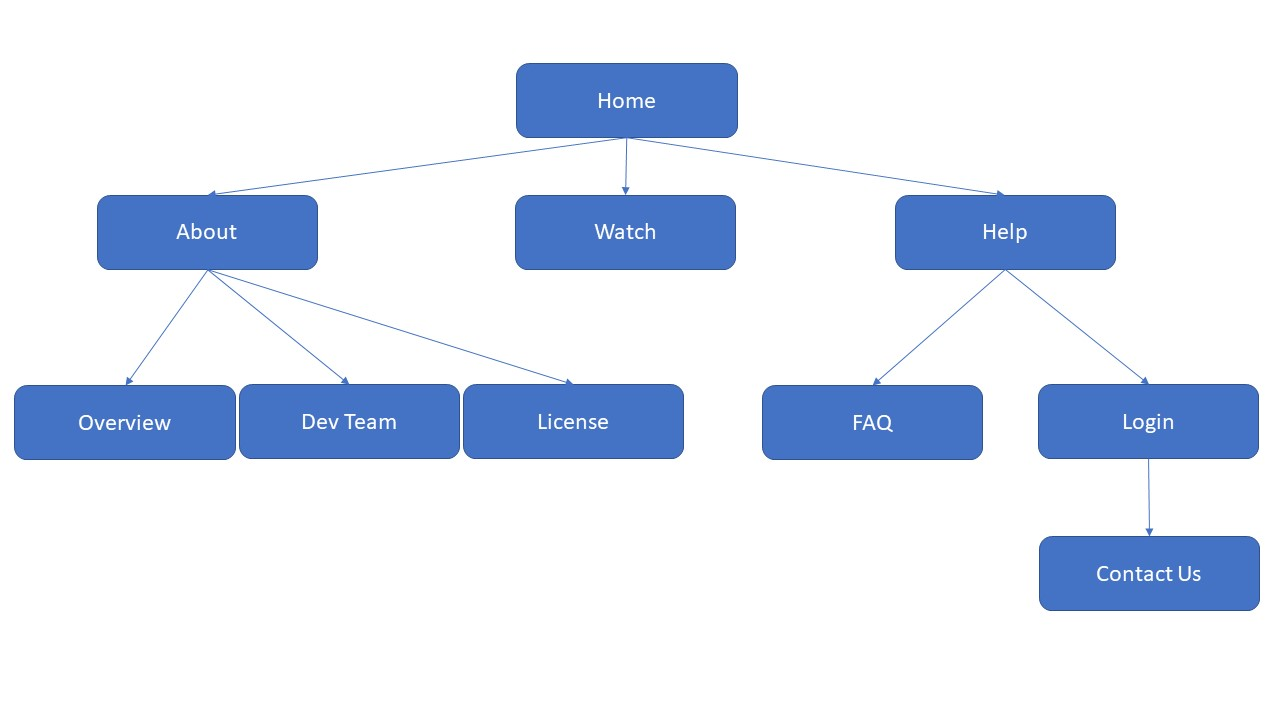 Home
About
Watch
Help
Overview
Dev Team
License
FAQ
Login
Contact Us